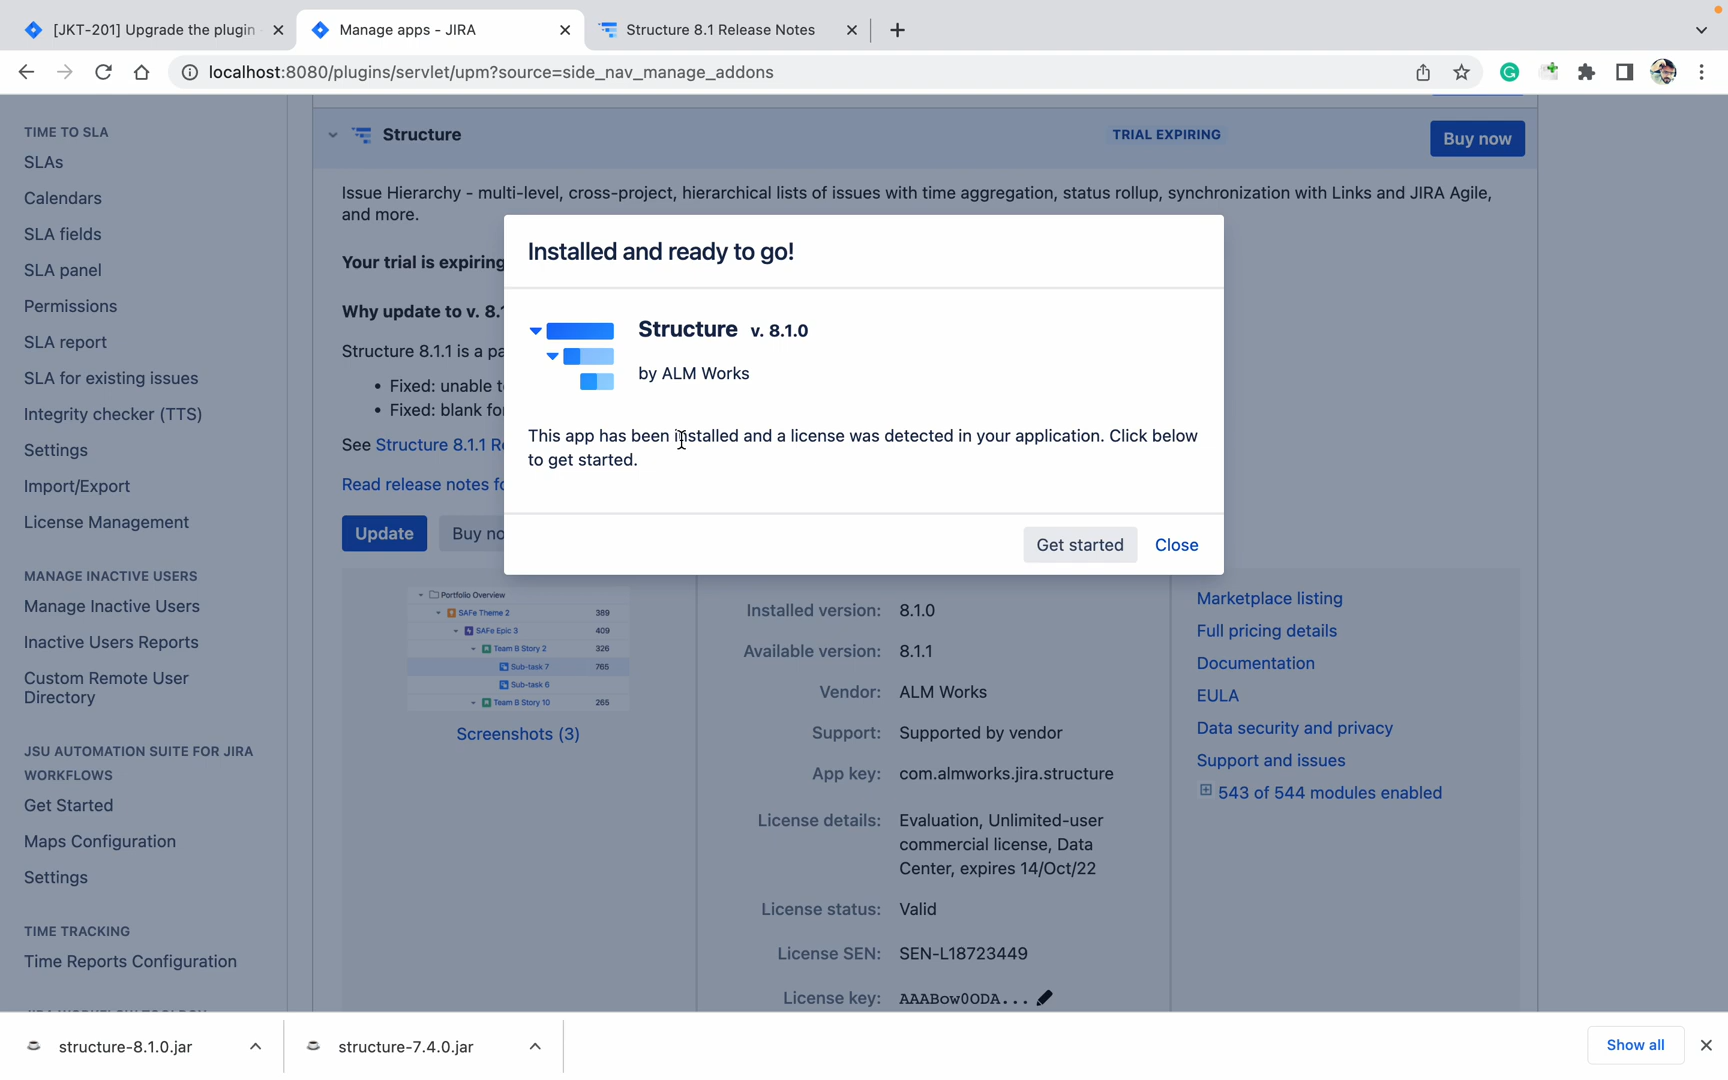 [JKT-201] Upgrade the plugin
Manage apps - JIRA
Structure 8.1 Release Notes
localhost:8080/plugins/servlet/upm?source=side_nav_manage_addons
TIME TO SLA
SLAs
Calendars
SLA fields
SLA panel
Permissions
SLA report
SLA for existing issues
Integrity checker (TTS)
Settings
Import/Export
License Management
MANAGE INACTIVE USERS
Manage Inactive Users
Inactive Users Reports
Custom Remote User
Directory
JSU AUTOMATION SUITE FOR JIRA
WORKFLOWS
Get Started
Maps Configuration
Settings
TIME TRACKING
Time Reports Configuration
Structure
TRIAL EXPIRING
Buy now
Issue Hierarchy - multi-level, cross-project, hierarchical lists of issues with time aggregation, status rollup, synchronization with Links and JIRA Agile,
and more.
Your trial is expiring
Why update to v. 8.1
Structure 8.1.1 is a pa
• Fixed: unable t
• Fixed: blank fo
See Structure 8.1.1 Re
Read release notes fo
Update
Buy no
Installed and ready to go!
Structure v. 8.1.0
by ALM Works
This app has been installed and a license was detected in your application. Click below
to get started.
Get started
Close
Portfolio Overview
SAFe Theme 2 389
SAFe Epic 3 409
Team B Story 2 326
Sub-task 7 765
Sub-task 6
Team B Story 10 265
Screenshots (3)
Installed version: 8.1.0
Available version: 8.1.1
Vendor: ALM Works
Support: Supported by vendor
App key: com.almworks.jira.structure
License details: Evaluation, Unlimited-user
commercial license, Data
Center, expires 14/Oct/22
License status: Valid
License SEN: SEN-L18723449
License key: AAABow0ODA...
Marketplace listing
Full pricing details
Documentation
EULA
Data security and privacy
Support and issues
543 of 544 modules enabled
structure-8.1.0.jar
structure-7.4.0.jar
Show all